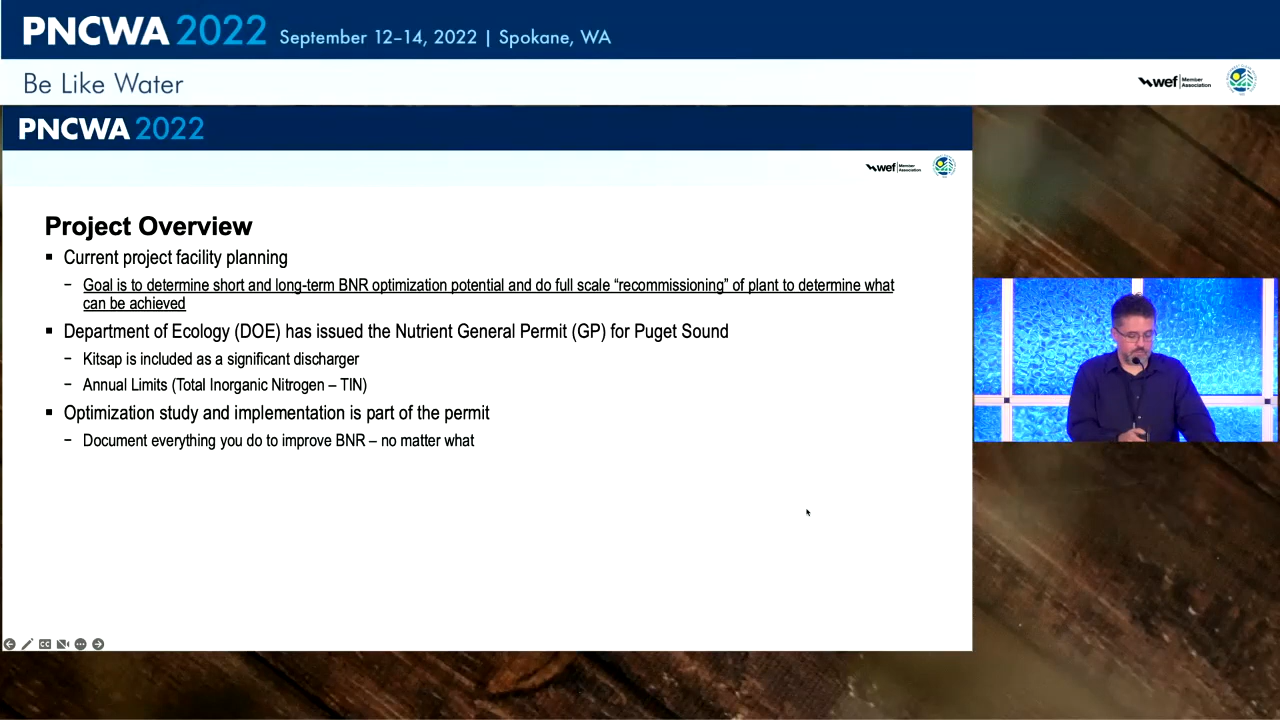 PNCWA 2022 September 12–14, 2022 | Spokane, WA
Be Like Water
wef Member Association
PNCWA 2022
wef Member Association
Project Overview
▪ Current project facility planning
− Goal is to determine short and long-term BNR optimization potential and do full scale “recommissioning” of plant to determine what
can be achieved
▪ Department of Ecology (DOE) has issued the Nutrient General Permit (GP) for Puget Sound
− Kitsap is included as a significant discharger
− Annual Limits (Total Inorganic Nitrogen – TIN)
▪ Optimization study and implementation is part of the permit
− Document everything you do to improve BNR – no matter what
CC